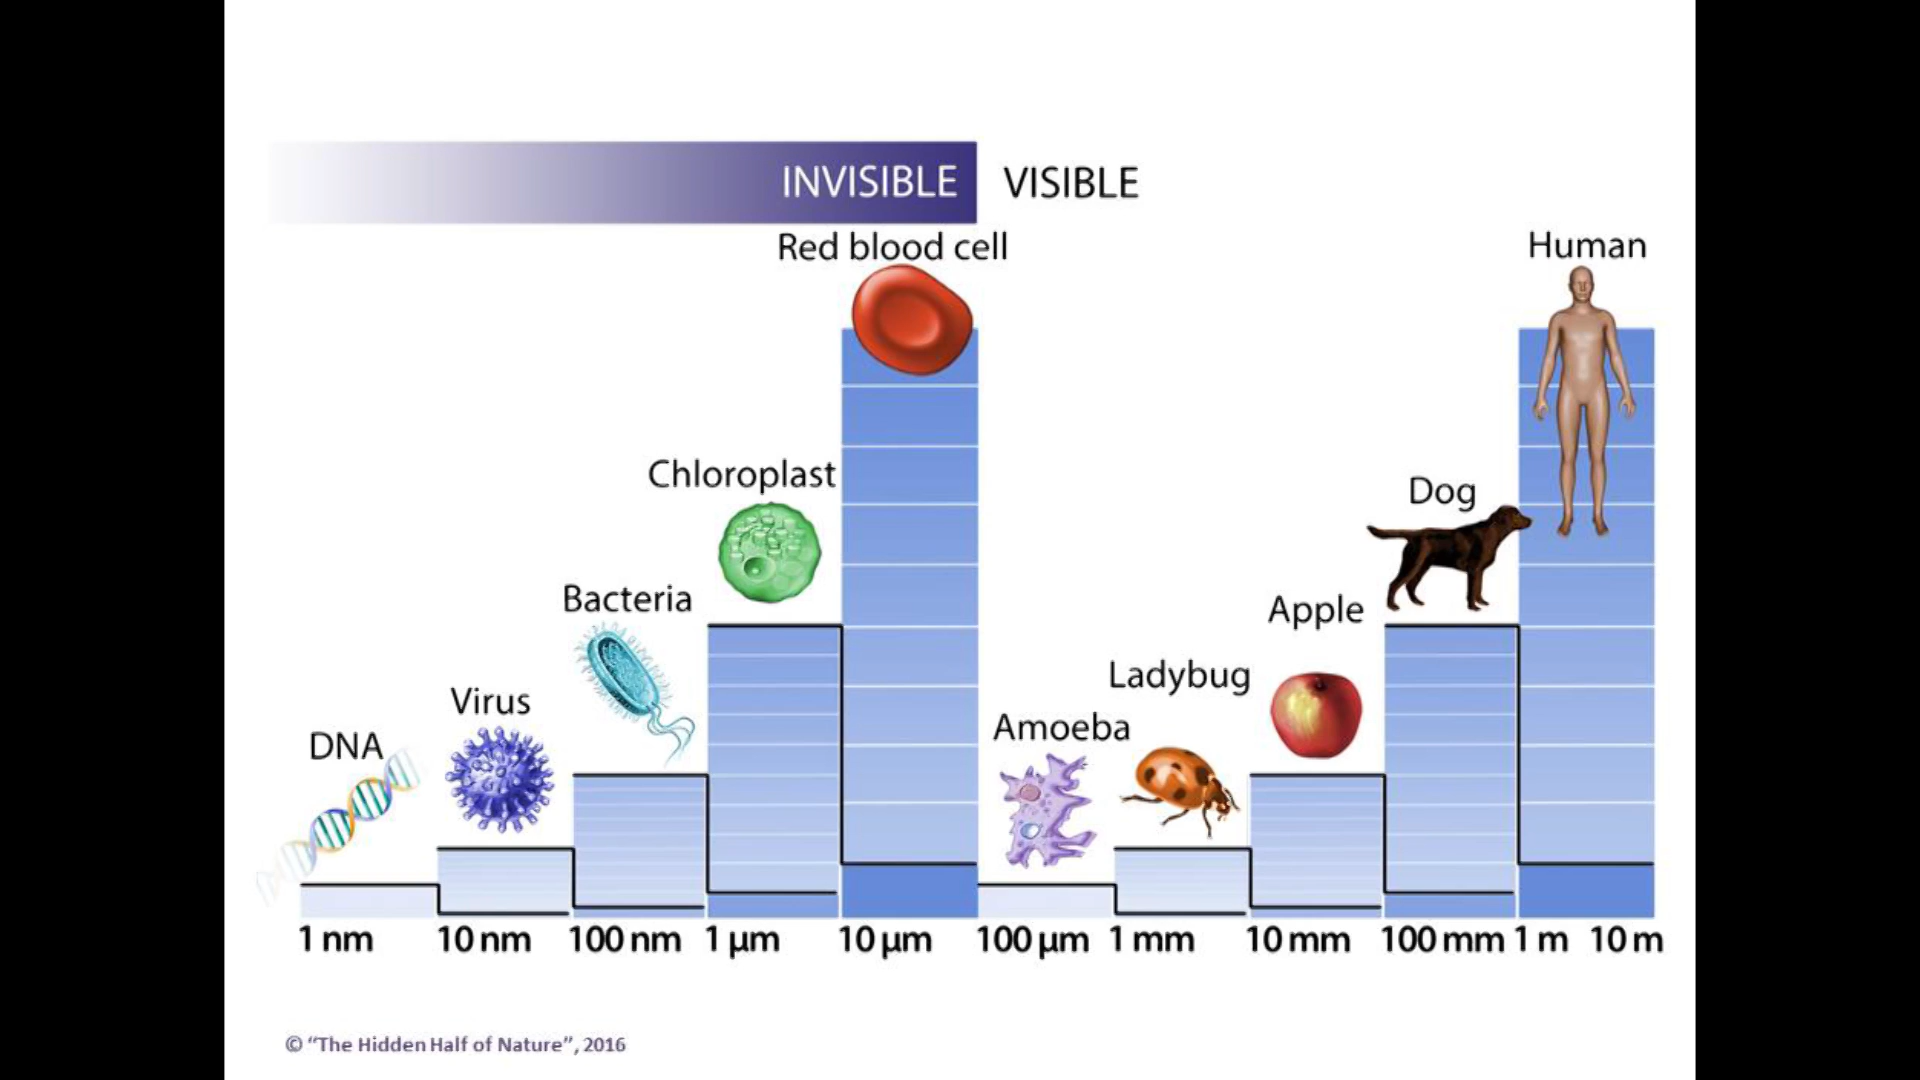 INVISIBLE VISIBLE
Red blood cell
Human
Chloroplast
Dog
Bacteria
Apple
Ladybug
Virus
Amoeba
DNA
1 nm 10 nm 100 nm 1 µm 10 µm 100 µm 1 mm 10 mm 100 mm 1 m 10 m
© “The Hidden Half of Nature”, 2016